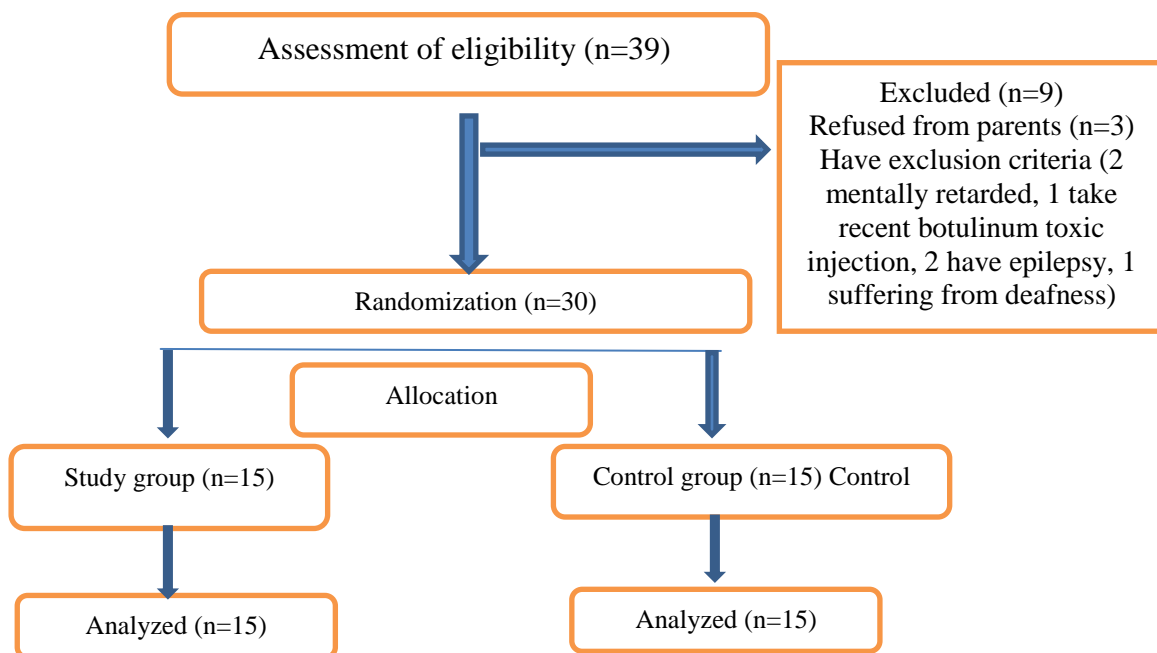 Assessment of eligibility (n=39)
Excluded (n=9)
Refused from parents (n=3)
Have exclusion criteria (2
mentally retarded, 1 take
recent botulinum toxic
injection, 2 have epilepsy, 1
suffering from deafness)
Randomization (n=30)
Allocation
Study group (n=15)
Control group (n=15) Control
Analyzed (n=15)
Analyzed (n=15)